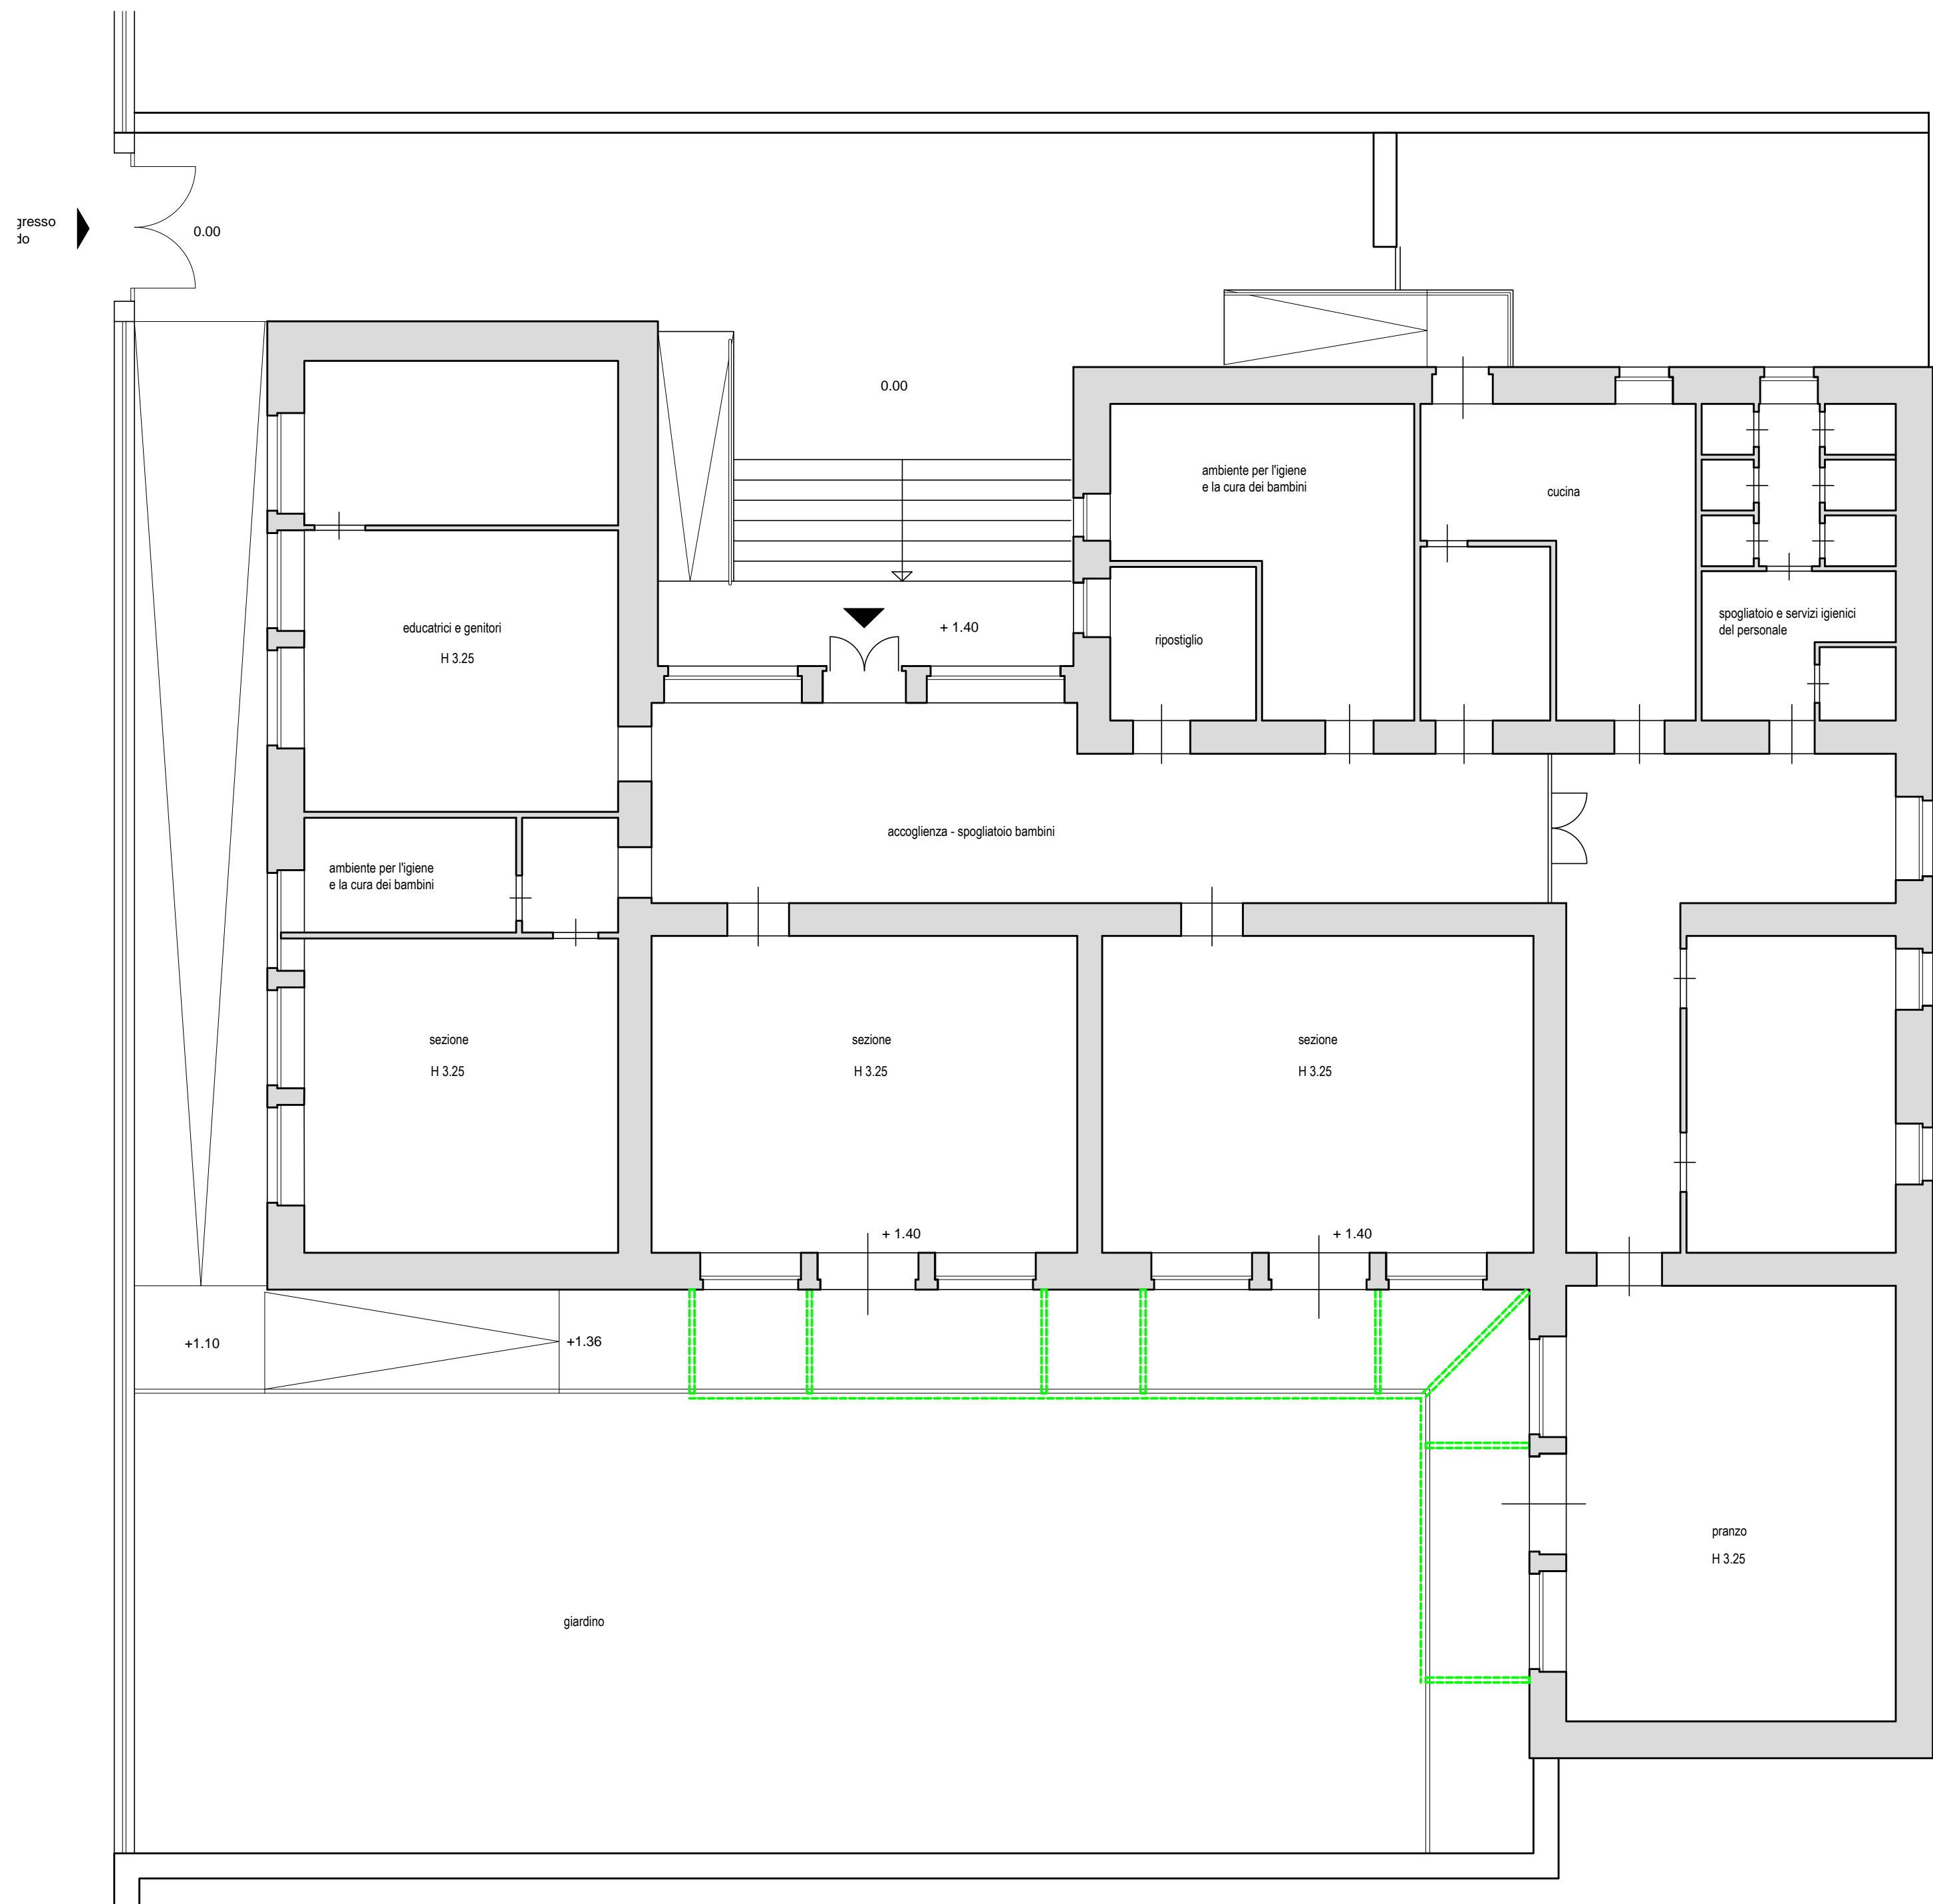 0.00
0.00
ambiente per l'igiene
e la cura dei bambini
cucina
educatrici e genitori
H 3.25
+ 1.40
ripostiglio
spogliatoio e servizi igienici
del personale
accoglienza - spogliatoio bambini
ambiente per l'igiene
e la cura dei bambini
sezione
H 3.25
sezione
H 3.25
sezione
H 3.25
+ 1.40
+ 1.40
+1.10
+1.36
pranzo
H 3.25
giardino